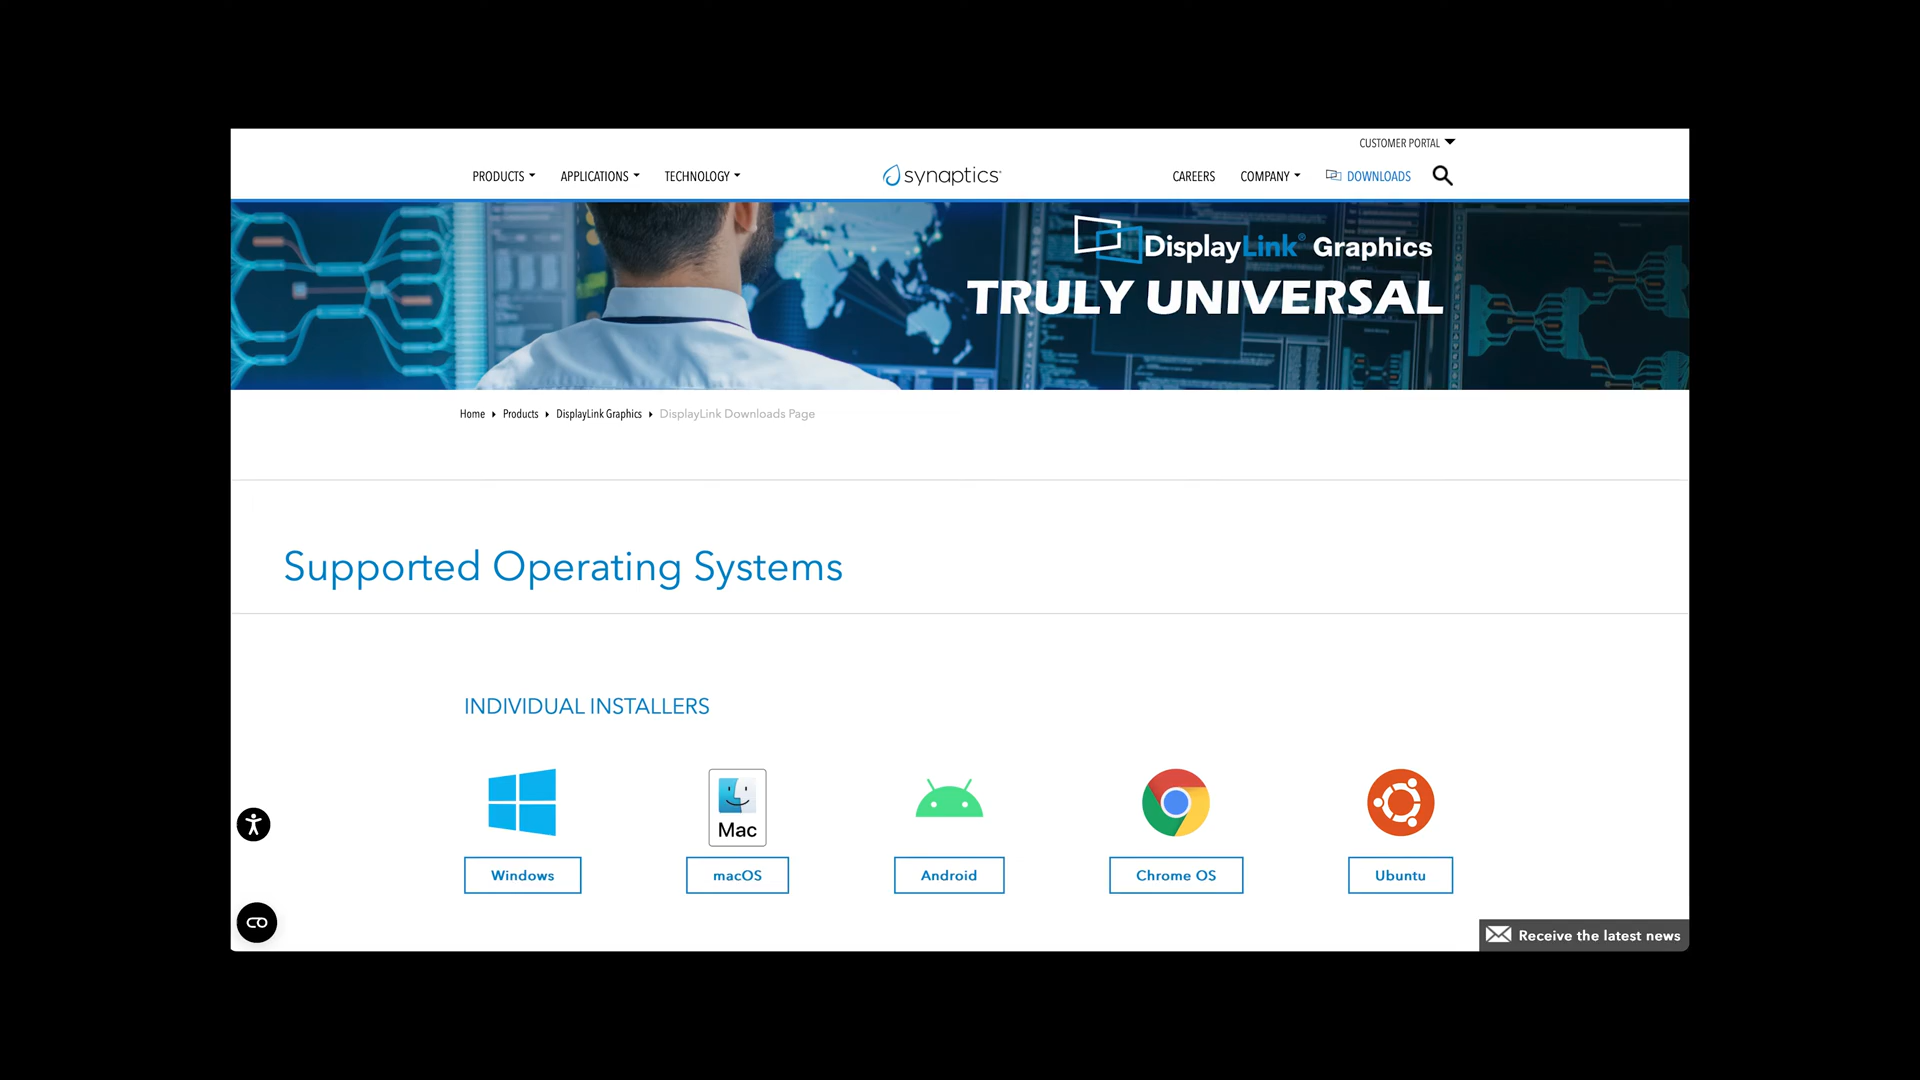 CUSTOMER PORTAL
PRODUCTS APPLICATIONS TECHNOLOGY synaptics CAREERS COMPANY DOWNLOADS
DisplayLink® Graphics
TRULY UNIVERSAL
Home Products DisplayLink Graphics DisplayLink Downloads Page
Supported Operating Systems
INDIVIDUAL INSTALLERS
Mac
Windows macOS Android Chrome OS Ubuntu
Receive the latest news